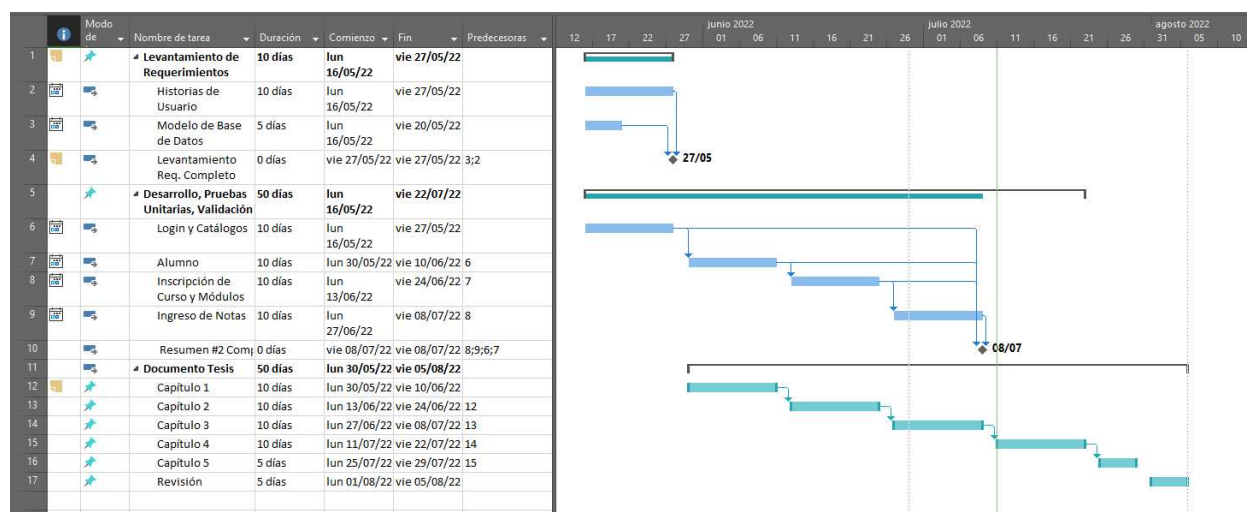 junio 2022 julio 2022 agosto 2022
Modo de Nombre de tarea Duración Comienzo Fin Predecesoras 12 17 22 27 01 06 11 16 21 26 01 06 11 16 21 26 31 05 10
1 Levantamiento de 10 días lun vie 27/05/22
Requerimientos 16/05/22
2 Historias de 10 días lun vie 27/05/22
Usuario 16/05/22
3 Modelo de Base 5 días lun vie 20/05/22
de Datos 16/05/22
4 Levantamiento 0 días vie 27/05/22 vie 27/05/22 3;2 27/05
Req. Completo
5 Desarrollo, Pruebas 50 días lun vie 22/07/22
Unitarias, Validación 16/05/22
6 Login y Catálogos 10 días lun vie 27/05/22
16/05/22
7 Alumno 10 días lun 30/05/22 vie 10/06/22 6
8 Inscripción de 10 días lun vie 24/06/22 7
Curso y Módulos 13/06/22
9 Ingreso de Notas 10 días lun vie 08/07/22 8
27/06/22
10 Resumen #2 Comp 0 días vie 08/07/22 vie 08/07/22 8;9;6;7 08/07
11 Documento Tesis 50 días lun 30/05/22 vie 05/08/22
12 Capítulo 1 10 días lun 30/05/22 vie 10/06/22
13 Capítulo 2 10 días lun 13/06/22 vie 24/06/22 12
14 Capítulo 3 10 días lun 27/06/22 vie 08/07/22 13
15 Capítulo 4 10 días lun 11/07/22 vie 22/07/22 14
16 Capítulo 5 5 días lun 25/07/22 vie 29/07/22 15
17 Revisión 5 días lun 01/08/22 vie 05/08/22